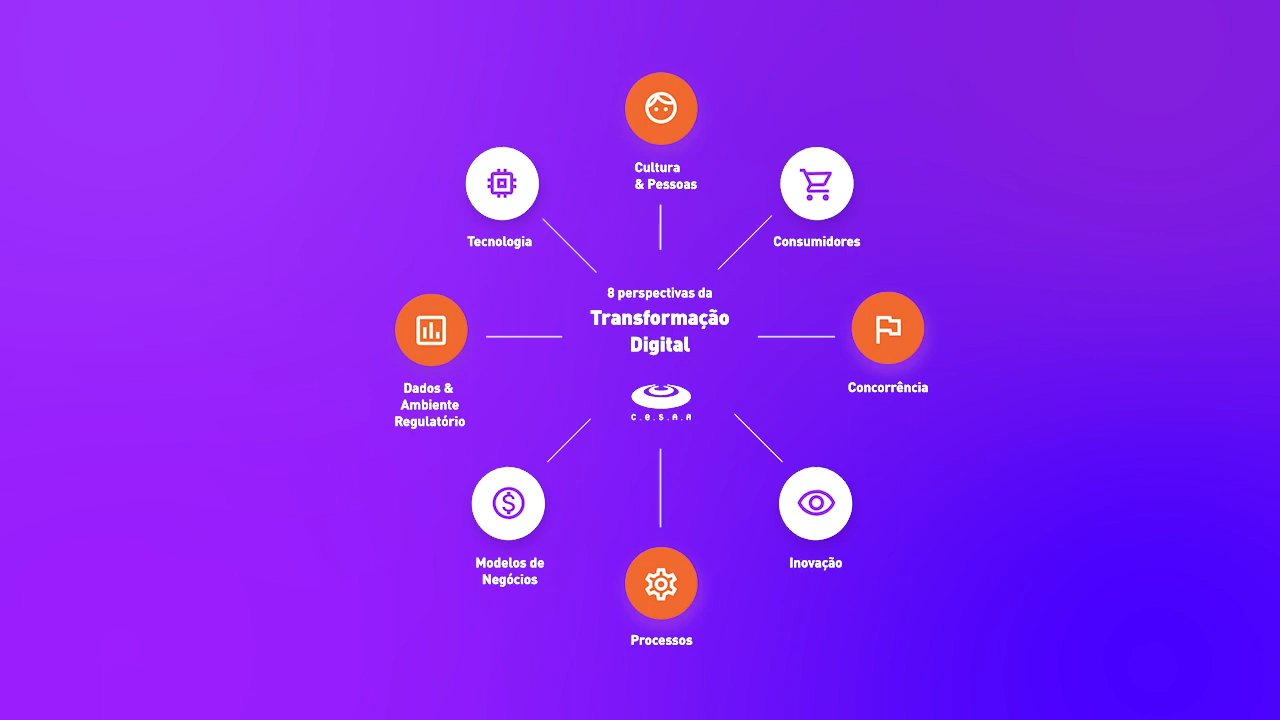 Cultura
& Pessoas
Tecnologia
Consumidores
8 perspectivas da
Transformação
Digital
C.E.S.A.R
Dados &
Ambiente
Regulatório
Concorrência
Modelos de
Negócios
Inovação
Processos